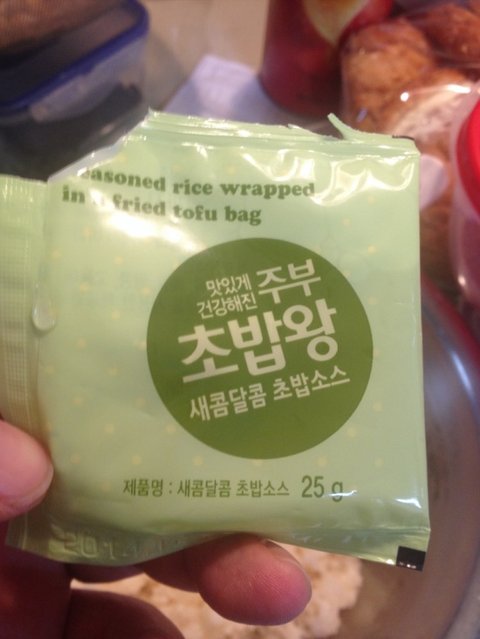 seasoned rice wrapped
in a fried tofu bag
맛있게
건강해진 주부
초밥왕
새콤달콤 초밥소스
제품명 : 새콤달콤 초밥소스 25 g